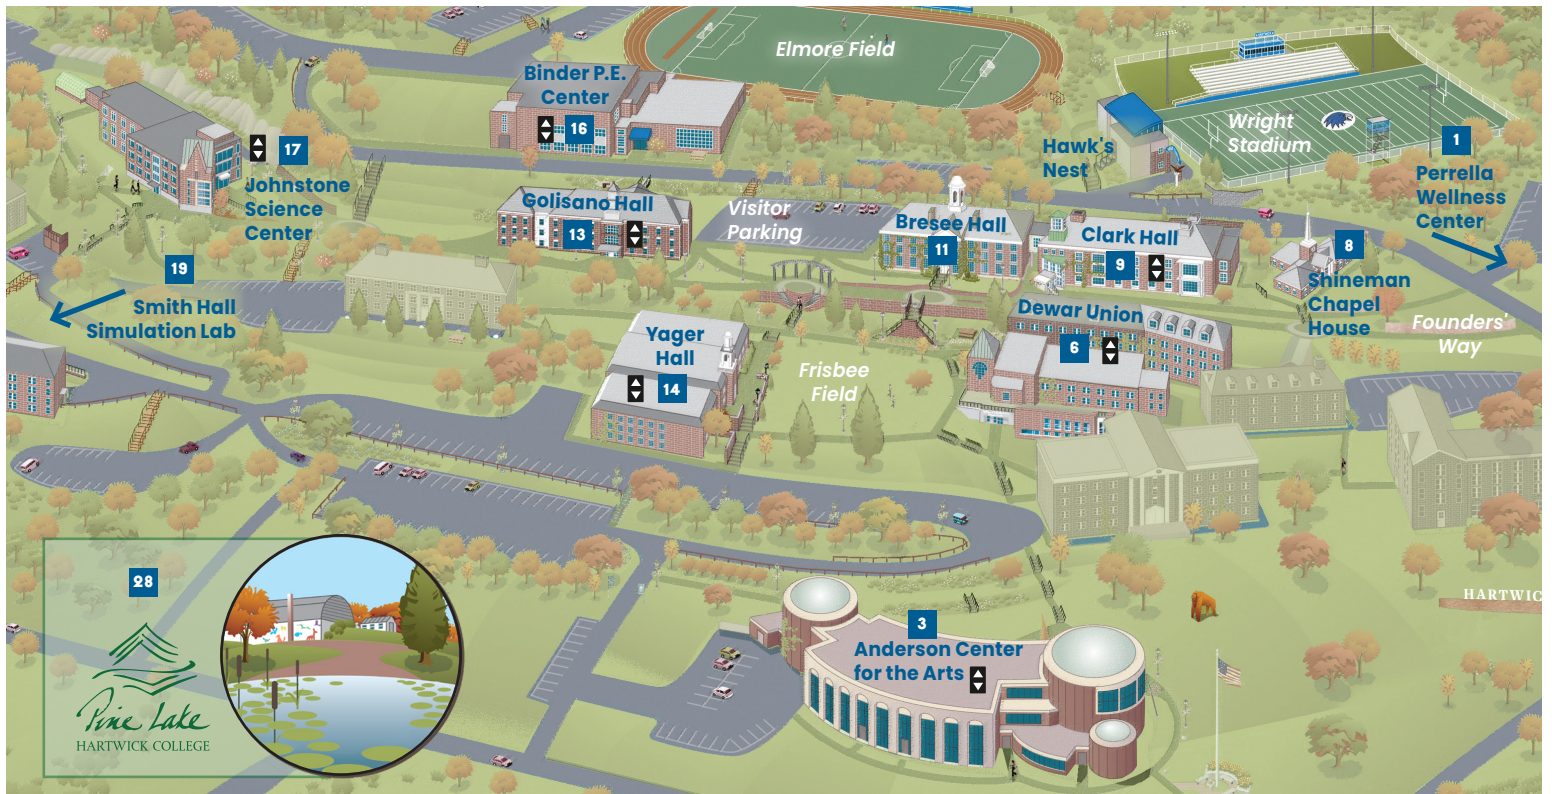 Elmore Field
Binder P.E.
Center
16
17
Johnstone
Science
Center
Golisano Hall
13
Visitor
Parking
Bresee Hall
11
Clark Hall
9
Hawk's
Nest
Wright
Stadium
1
Perrella
Wellness
Center
8
Shineman
Chapel
House
Founders'
Way
19
Smith Hall
Simulation Lab
Yager
Hall
14
Frisbee
Field
Dewar Union
6
28
Pine Lake
HARTWICK COLLEGE
3
Anderson Center
for the Arts
HARTWIC